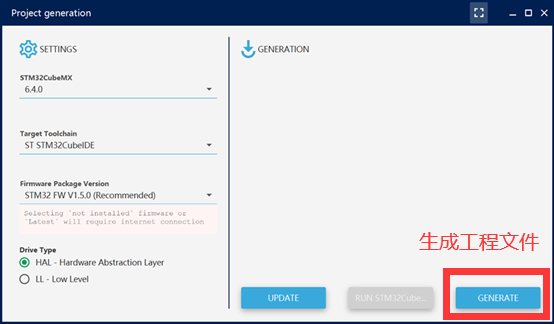 Project generation
SETTINGS
STM32CubeMX
6.4.0
Target Toolchain
ST STM32CubeIDE
Firmware Package Version
STM32 FW V1.5.0 (Recommended)
Selecting `not installed` firmware or
`Latest` will require internet connection
Drive Type
HAL - Hardware Abstraction Layer
LL - Low Level
GENERATION
生成工程文件
UPDATE
RUN STM32Cube...
GENERATE